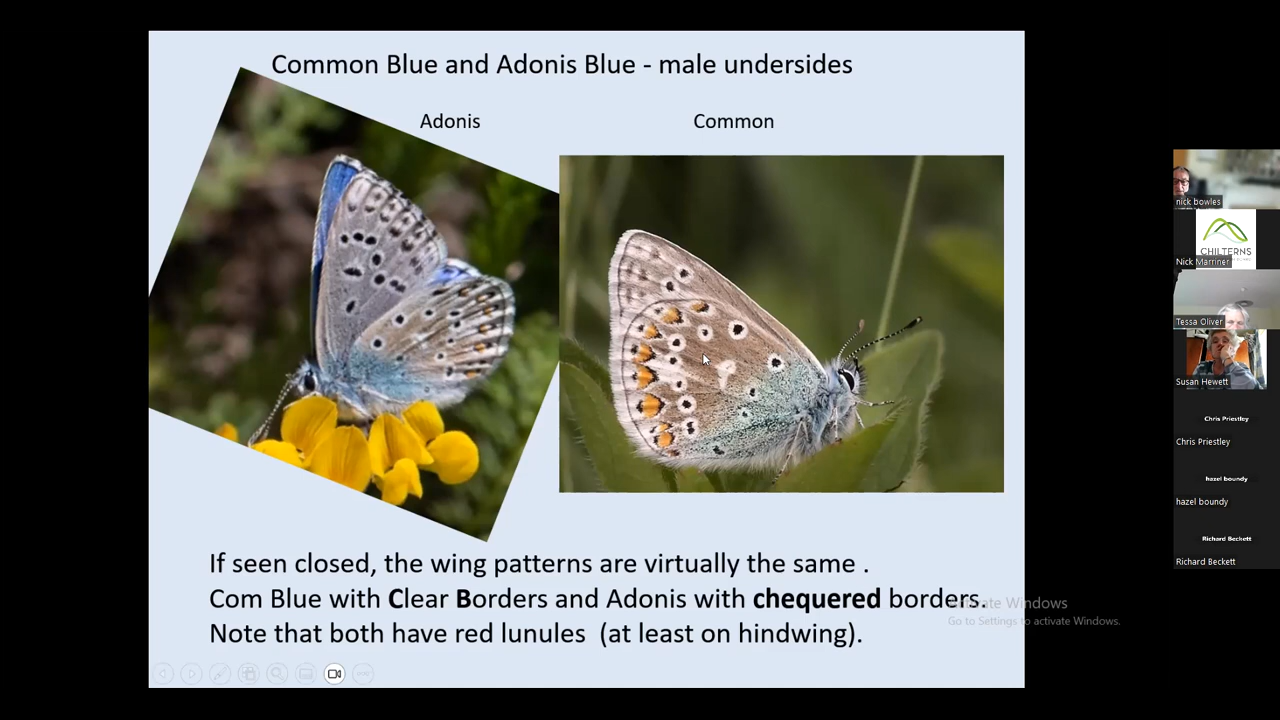 Common Blue and Adonis Blue - male undersides
Adonis
Common
If seen closed, the wing patterns are virtually the same .
Com Blue with Clear Borders and Adonis with chequered borders.
Note that both have red lunules (at least on hindwing).
Activate Windows
Go to Settings to activate Windows.
nick bowles
CHILTERNS
Nick Marriner
Tessa Oliver
Susan Hewett
Chris Priestley
Chris Priestley
hazel boundy
hazel boundy
Richard Beckett
Richard Beckett